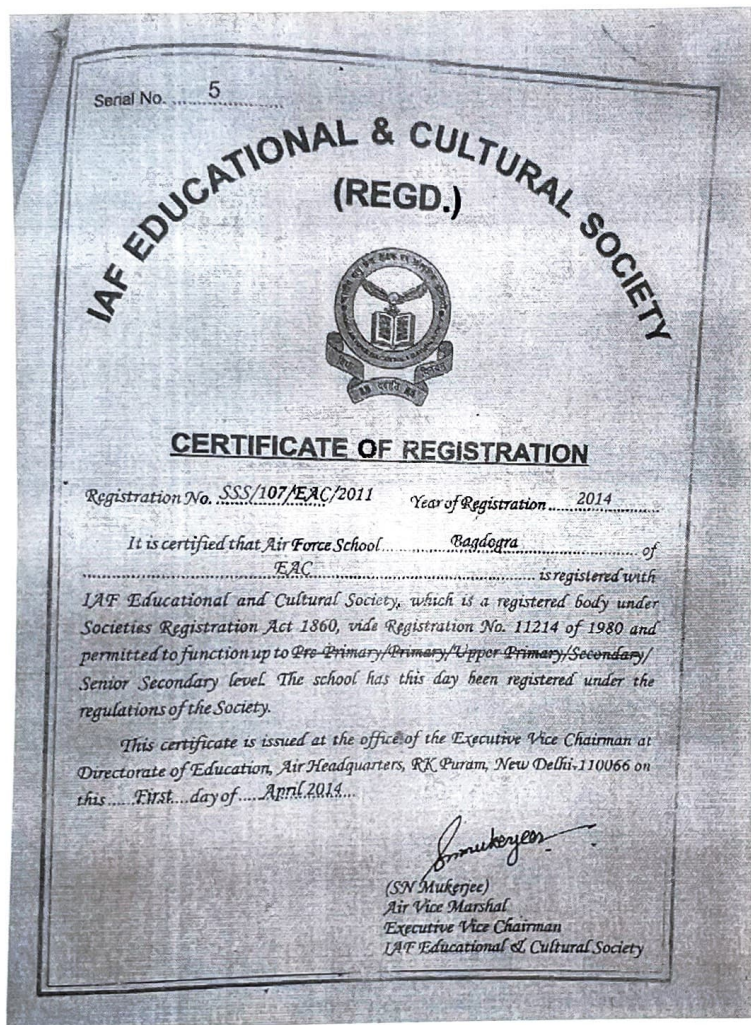 Serial No. .......5...............
IAF EDUCATIONAL & CULTURAL SOCIETY
(REGD.)
CERTIFICATE OF REGISTRATION
Registration No. SSS/107/EAC/2011 Year of Registration.......2014..........
It is certified that Air Force School................Bagdogra............................ of
.............................................EAC.................................................. is registered with
IAF Educational and Cultural Society, which is a registered body under
Societies Registration Act 1860, vide Registration No. 11214 of 1980 and
permitted to function up to Pre-Primary/Primary/Upper Primary/Secondary/
Senior Secondary level. The school has this day been registered under the
regulations of the Society.
This certificate is issued at the office of the Executive Vice Chairman at
Directorate of Education, Air Headquarters, RK Puram, New Delhi-110066 on
this .....First....day of .....April 2014...
Snmukerjee
(SN Mukerjee)
Air Vice Marshal
Executive Vice Chairman
IAF Educational & Cultural Society